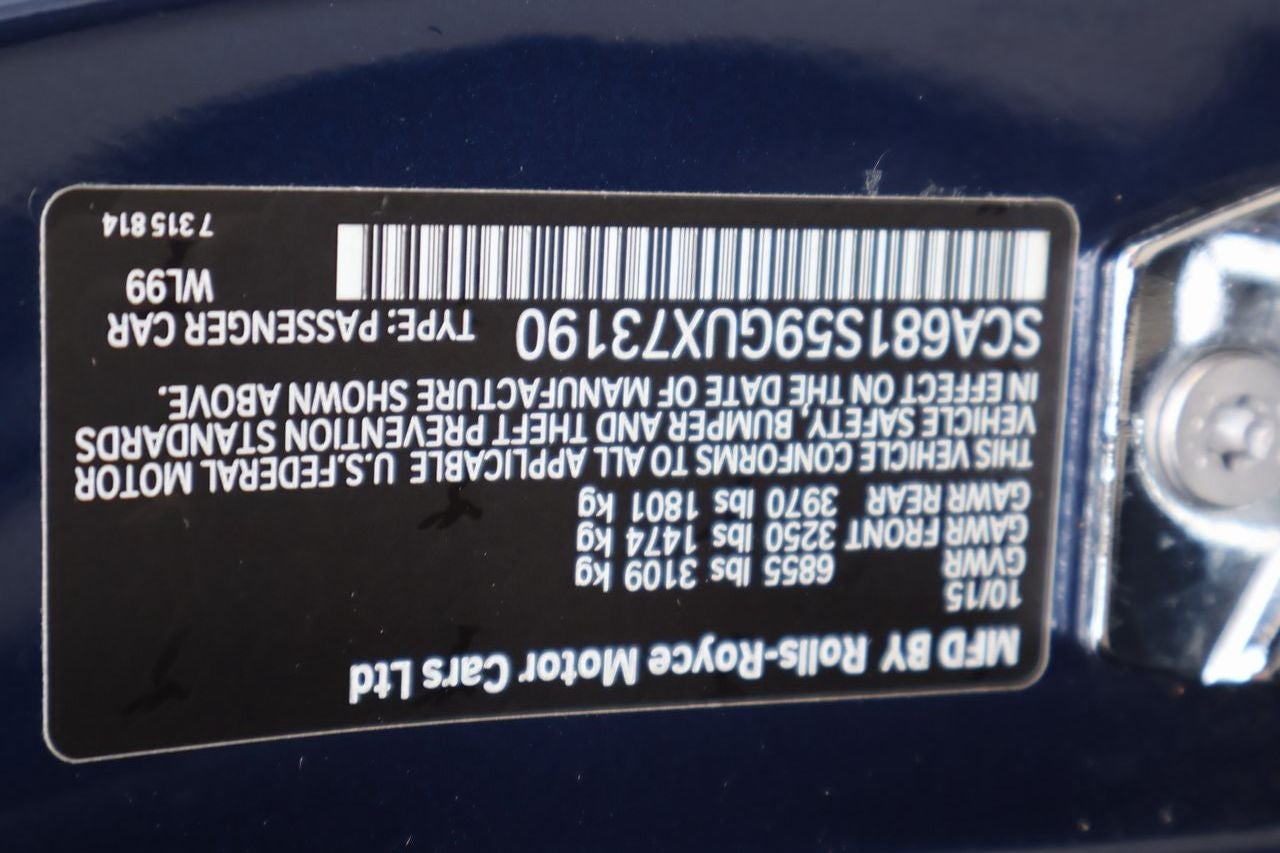 MFD BY Rolls-Royce Motor Cars Ltd
10/15
GVWR 6855 lbs 3109 kg
GAWR FRONT 3250 lbs 1474 kg
GAWR REAR 3970 lbs 1801 kg
THIS VEHICLE CONFORMS TO ALL APPLICABLE U.S.FEDERAL MOTOR
VEHICLE SAFETY, BUMPER AND THEFT PREVENTION STANDARDS
IN EFFECT ON THE DATE OF MANUFACTURE SHOWN ABOVE.
SCA681S59GUX73190 TYPE: PASSENGER CAR
WL99
7 315 814